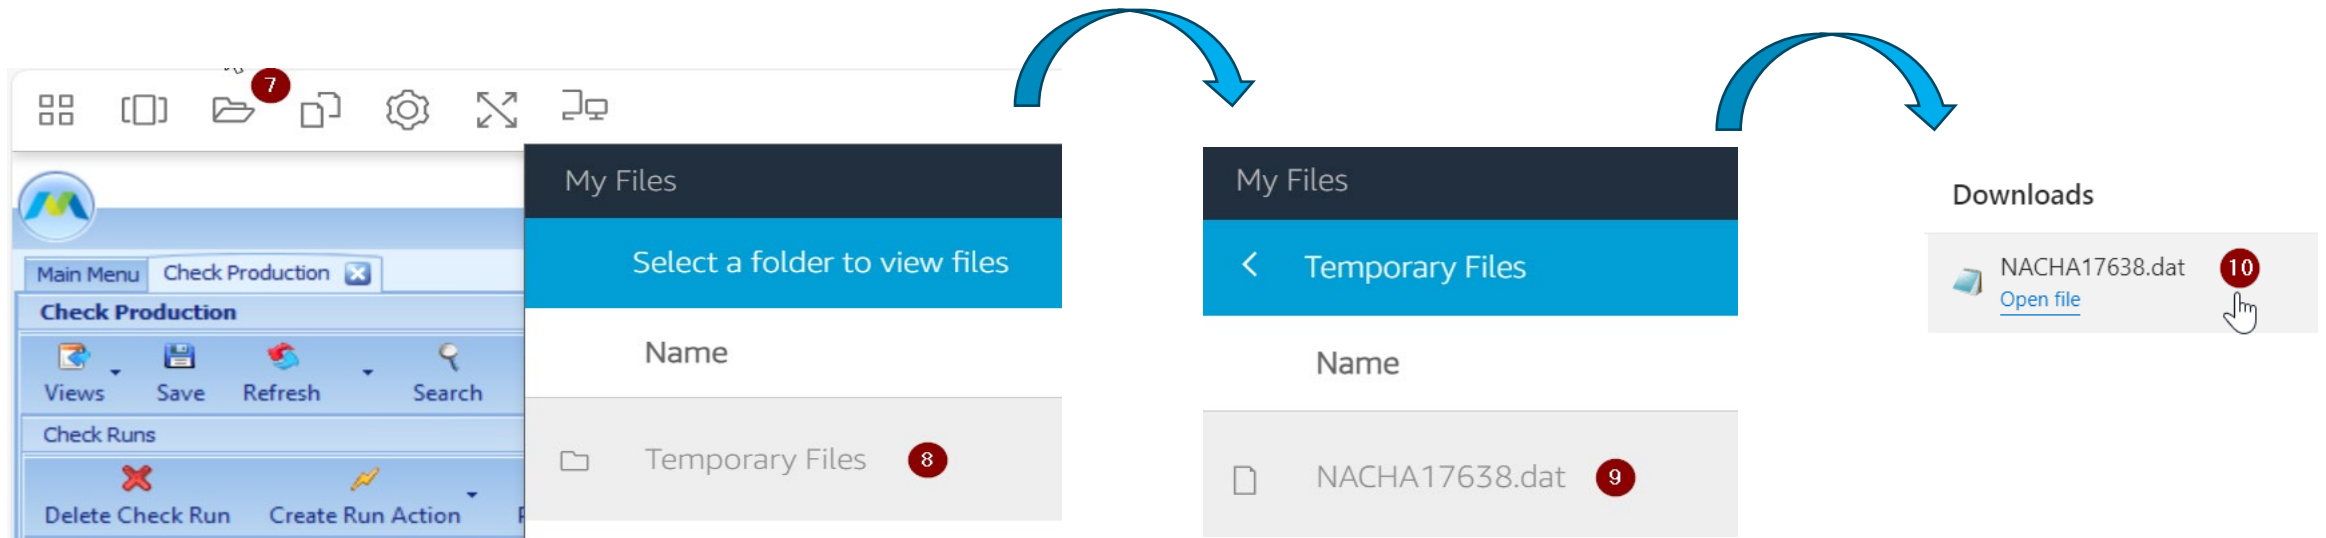 7
My Files
Select a folder to view files
Name
Temporary Files 8
Main Menu Check Production
Check Production
Views Save Refresh Search
Check Runs
Delete Check Run Create Run Action
My Files
Temporary Files
Name
NACHA17638.dat 9
Downloads
NACHA17638.dat 10
Open file